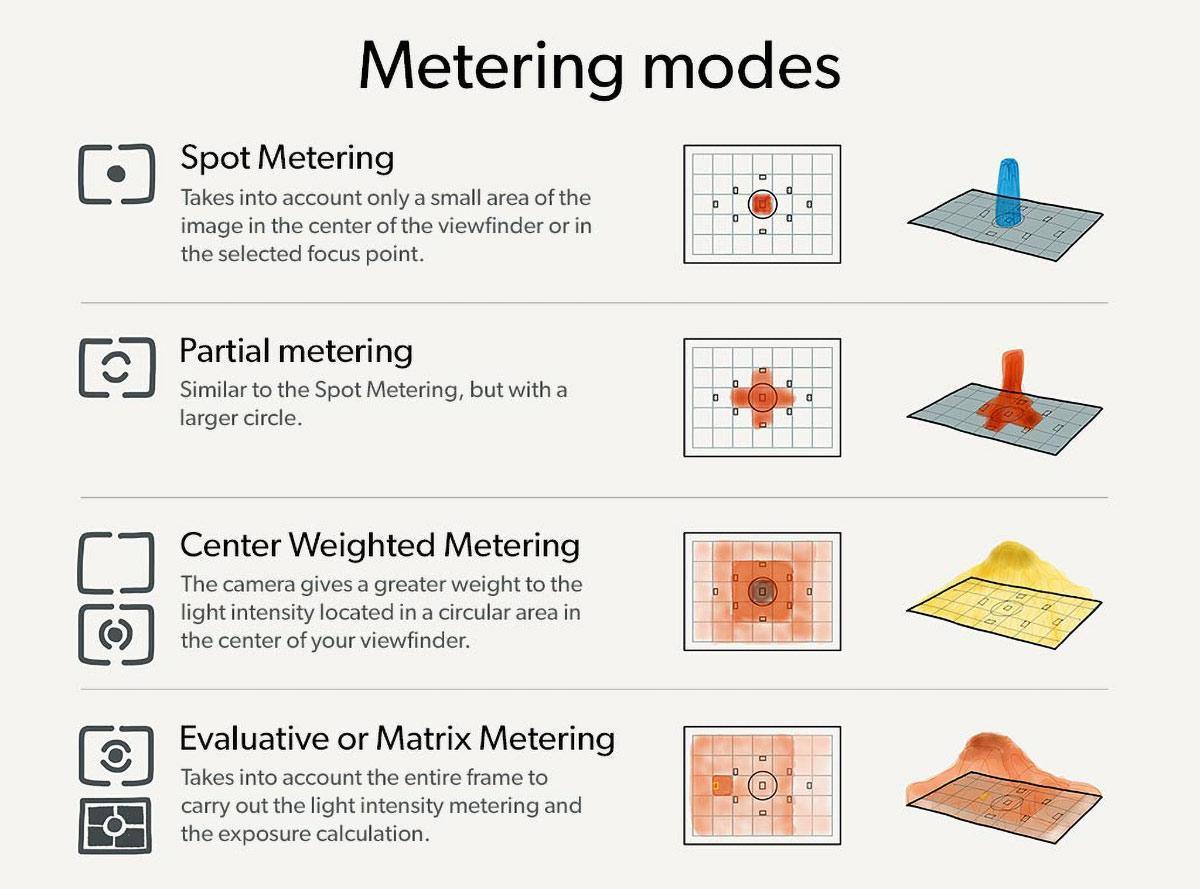 Metering modes
Spot Metering
Takes into account only a small area of the
image in the center of the viewfinder or in
the selected focus point.
Partial metering
Similar to the Spot Metering, but with a
larger circle.
Center Weighted Metering
The camera gives a greater weight to the
light intensity located in a circular area in
the center of your viewfinder.
Evaluative or Matrix Metering
Takes into account the entire frame to
carry out the light intensity metering and
the exposure calculation.